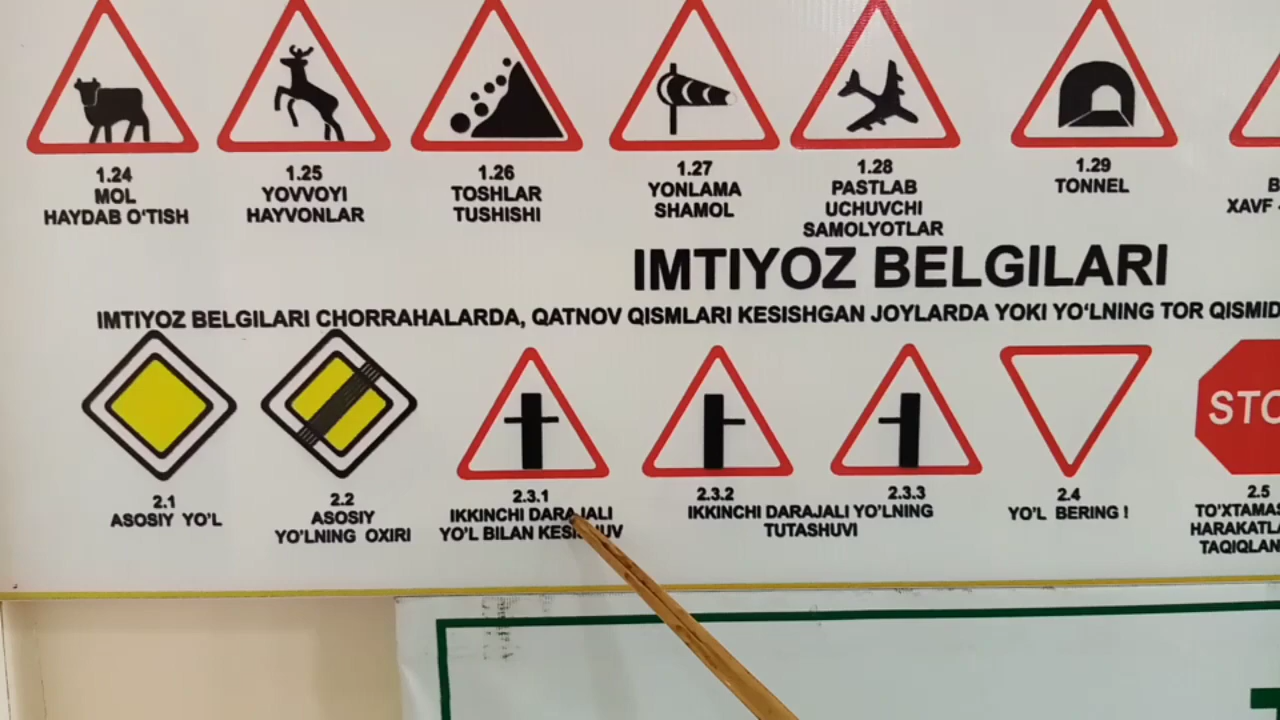 1.24
MOL
HAYDAB O'TISH
1.25
YOVVOYI
HAYVONLAR
1.26
TOSHLAR
TUSHISHI
1.27
YONLAMA
SHAMOL
1.28
PASTLAB
UCHUVCHI
SAMOLYOTLAR
1.29
TONNEL
XAVF
IMTIYOZ BELGILARI
IMTIYOZ BELGILARI CHORRAHALARDA, QATNOV QISMLARI KESISHGAN JOYLARDA YOKI YO'LNING TOR QISMID
2.1
ASOSIY YO'L
2.2
ASOSIY
YO'LNING OXIRI
2.3.1
IKKINCHI DARAJALI
YO'L BILAN KESISHUV
2.3.2
2.3.3
IKKINCHI DARAJALI YO'LNING
TUTASHUVI
2.4
YO'L BERING !
STO
2.5
TO'XTAMAS
HARAKATLA
TAQIQLAN